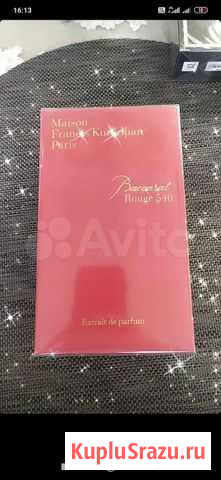 16:13
Maison
Francis Kurkdjian
Paris
Baccarat
Rouge 540
Avito
Extrait de parfum
KupluSrazu.ru